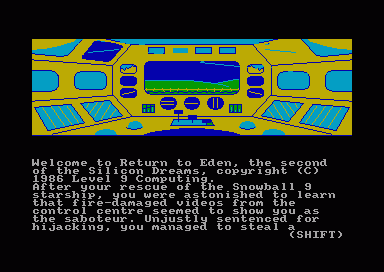 Welcome to Return to Eden, the second
of the Silicon Dreams, copyright (C)
1986 Level 9 Computing.
After your rescue of the Snowball 9
starship, you were astonished to learn
that fire-damaged videos from the
control centre seemed to show you as
the saboteur. Unjustly sentenced for
hijacking, you managed to steal a
(SHIFT)